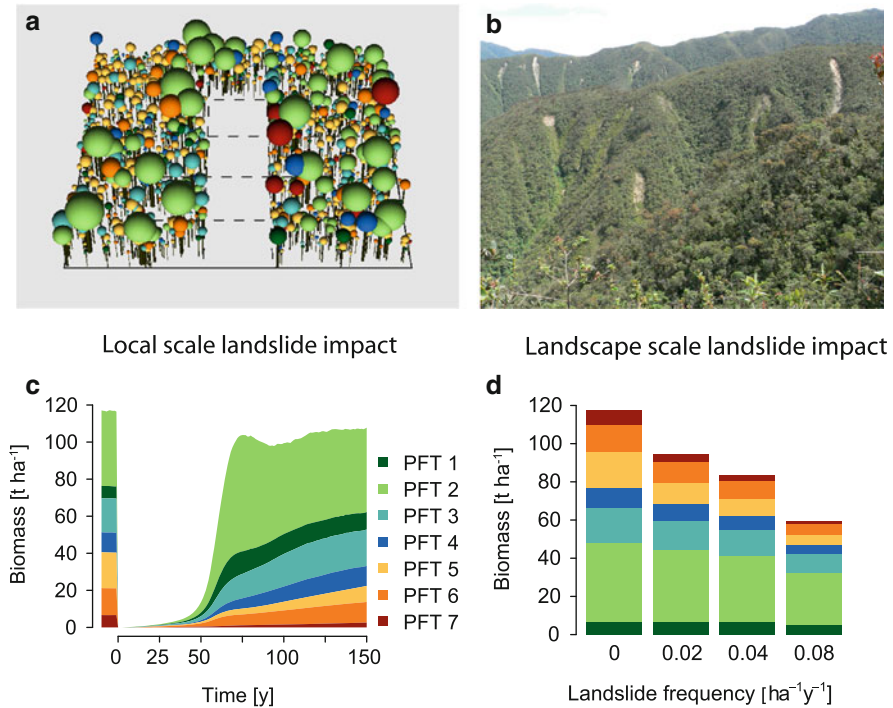 a
b
Local scale landslide impact
Landscape scale landslide impact
c
Biomass [t ha⁻¹]
120
100
80
60
40
20
0
0 25 50 75 100 150
Time [y]
PFT 1
PFT 2
PFT 3
PFT 4
PFT 5
PFT 6
PFT 7
d
Biomass [t ha⁻¹]
120
100
80
60
40
20
0
0 0.02 0.04 0.08
Landslide frequency [ha⁻¹y⁻¹]